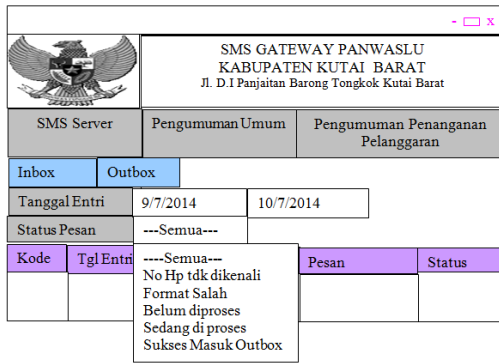 - x
SMS GATEWAY PANWASLU
KABUPATEN KUTAI BARAT
Jl. D.I Panjaitan Barong Tongkok Kutai Barat
SMS Server
Pengumuman Umum
Pengumuman Penanganan
Pelanggaran
Inbox
Outbox
Tanggal Entri
9/7/2014
10/7/2014
Status Pesan
---Semua---
Kode
Tgl Entri
Pesan
Status
----Semua---
No Hp tdk dikenali
Format Salah
Belum diproses
Sedang di proses
Sukses Masuk Outbox